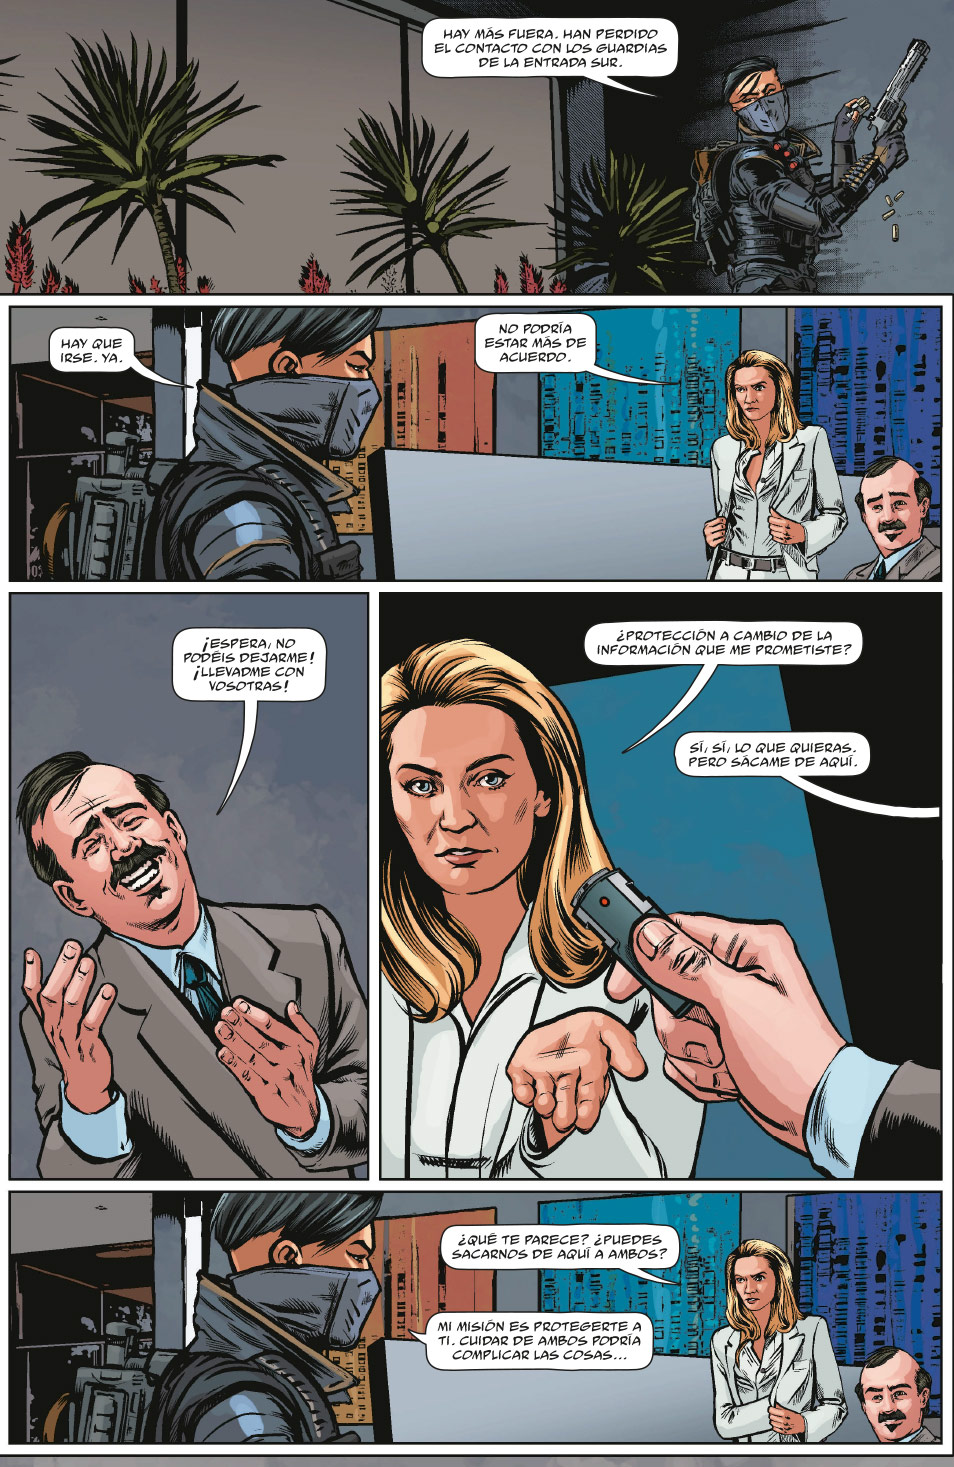 HAY MÁS FUERA. HAN PERDIDO
EL CONTACTO CON LOS GUARDIAS
DE LA ENTRADA SUR.
HAY QUE
IRSE. YA.
NO PODRÍA
ESTAR MÁS DE
ACUERDO.
¡ESPERA, NO
PODÉIS DEJARME!
¡LLEVADME CON
VOSOTRAS!
¿PROTECCIÓN A CAMBIO DE LA
INFORMACIÓN QUE ME PROMETISTE?
SÍ, SÍ, LO QUE QUIERAS.
PERO SÁCAME DE AQUÍ.
¿QUÉ TE PARECE? ¿PUEDES
SACARNOS DE AQUÍ A AMBOS?
MI MISIÓN ES PROTEGERTE A
TI. CUIDAR DE AMBOS PODRÍA
COMPLICAR LAS COSAS...